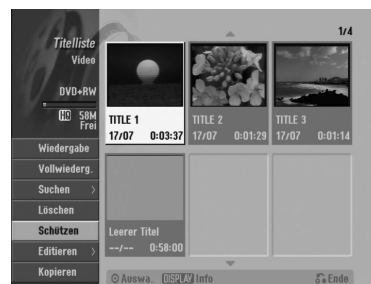 Titelliste
Video
1/4
DVD+RW
HQ 58M
Frei
TITLE 1
17/07 0:03:37
TITLE 2
17/07 0:01:29
TITLE 3
17/07 0:01:14
Wiedergabe
Vollwiederg.
Suchen >
Löschen
Schützen
Editieren >
Kopieren
Leerer Titel
--/-- 0:58:00
Auswa. DISPLAY Info
Ende